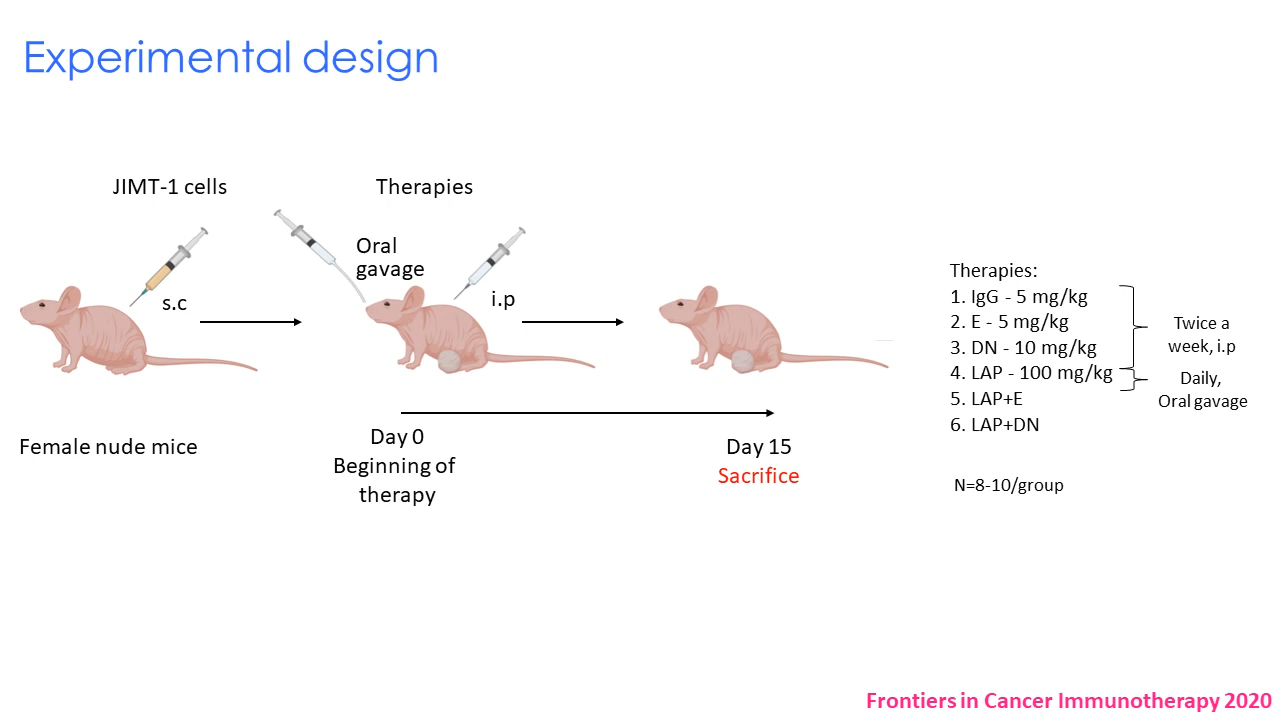 Experimental design
JIMT-1 cells
Therapies
Oral
gavage
s.c
i.p
Female nude mice
Day 0
Beginning of
therapy
Day 15
Sacrifice
Therapies:
1. IgG - 5 mg/kg
2. E - 5 mg/kg
3. DN - 10 mg/kg
4. LAP - 100 mg/kg
5. LAP+E
6. LAP+DN
Twice a
week, i.p
Daily,
Oral gavage
N=8-10/group
Frontiers in Cancer Immunotherapy 2020